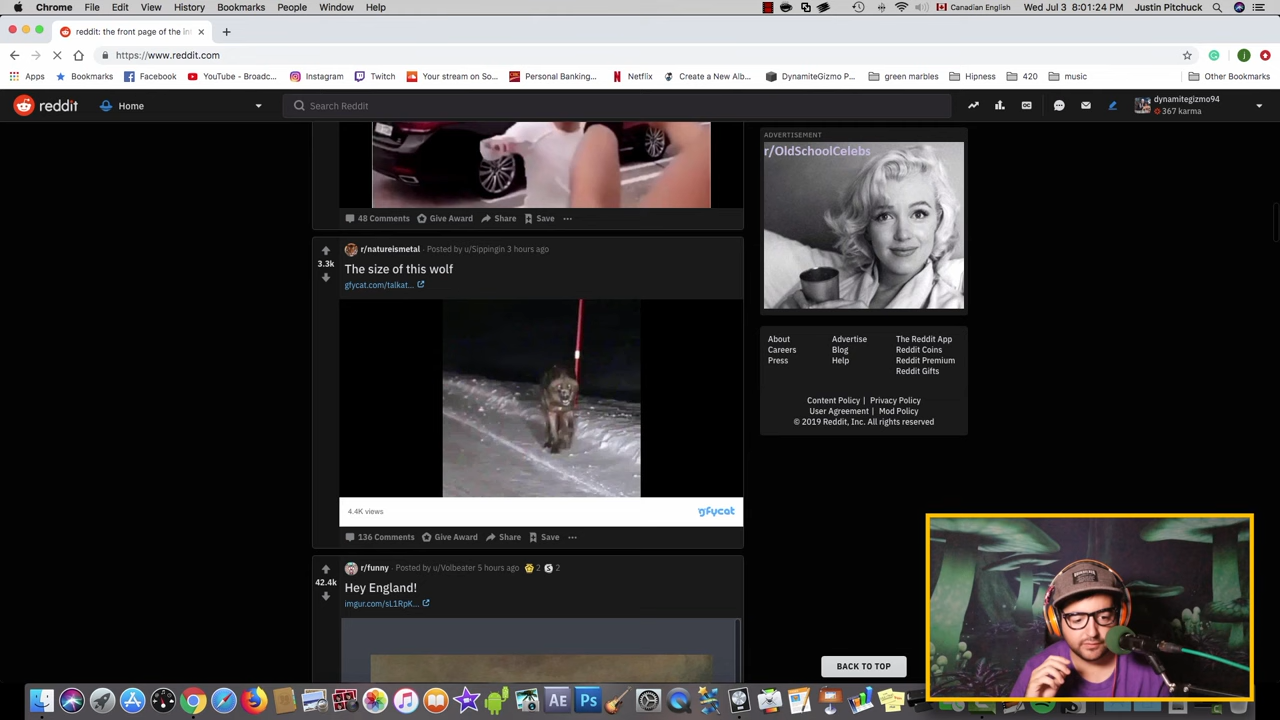 Chrome File Edit View History Bookmarks People Window Help Canadian English Wed Jul 3 8:01:24 PM Justin Pitchuck
reddit: the front page of the in
https://www.reddit.com
Apps Bookmarks Facebook YouTube - Broadc... Instagram Twitch Your stream on So... Personal Banking... Netflix Create a New Alb... DynamiteGizmo P... green marbles Hipness 420 music Other Bookmarks
reddit Home Search Reddit dynamitegizmo94
367 karma
48 Comments Give Award Share Save
r/natureismetal · Posted by u/Sippingin 3 hours ago
3.3k
The size of this wolf
gfycat.com/talkat...
4.4K views gfycat
136 Comments Give Award Share Save
r/funny · Posted by u/Volbeater 5 hours ago 2 S 2
42.4k
Hey England!
imgur.com/sL1RpK...
ADVERTISEMENT
r/OldSchoolCelebs
About Advertise The Reddit App
Careers Blog Reddit Coins
Press Help Reddit Premium
Reddit Gifts
Content Policy | Privacy Policy
User Agreement | Mod Policy
© 2019 Reddit, Inc. All rights reserved
BACK TO TOP
AE Ps